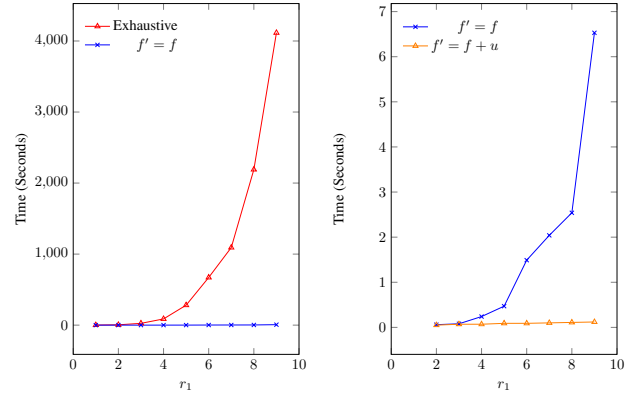 Exhaustive
f′ = f
4,000
3,000
2,000
1,000
0
Time (Seconds)
0 2 4 6 8 10
r₁
f′ = f
f′ = f + u
7
6
5
4
3
2
1
0
Time (Seconds)
0 2 4 6 8 10
r₁